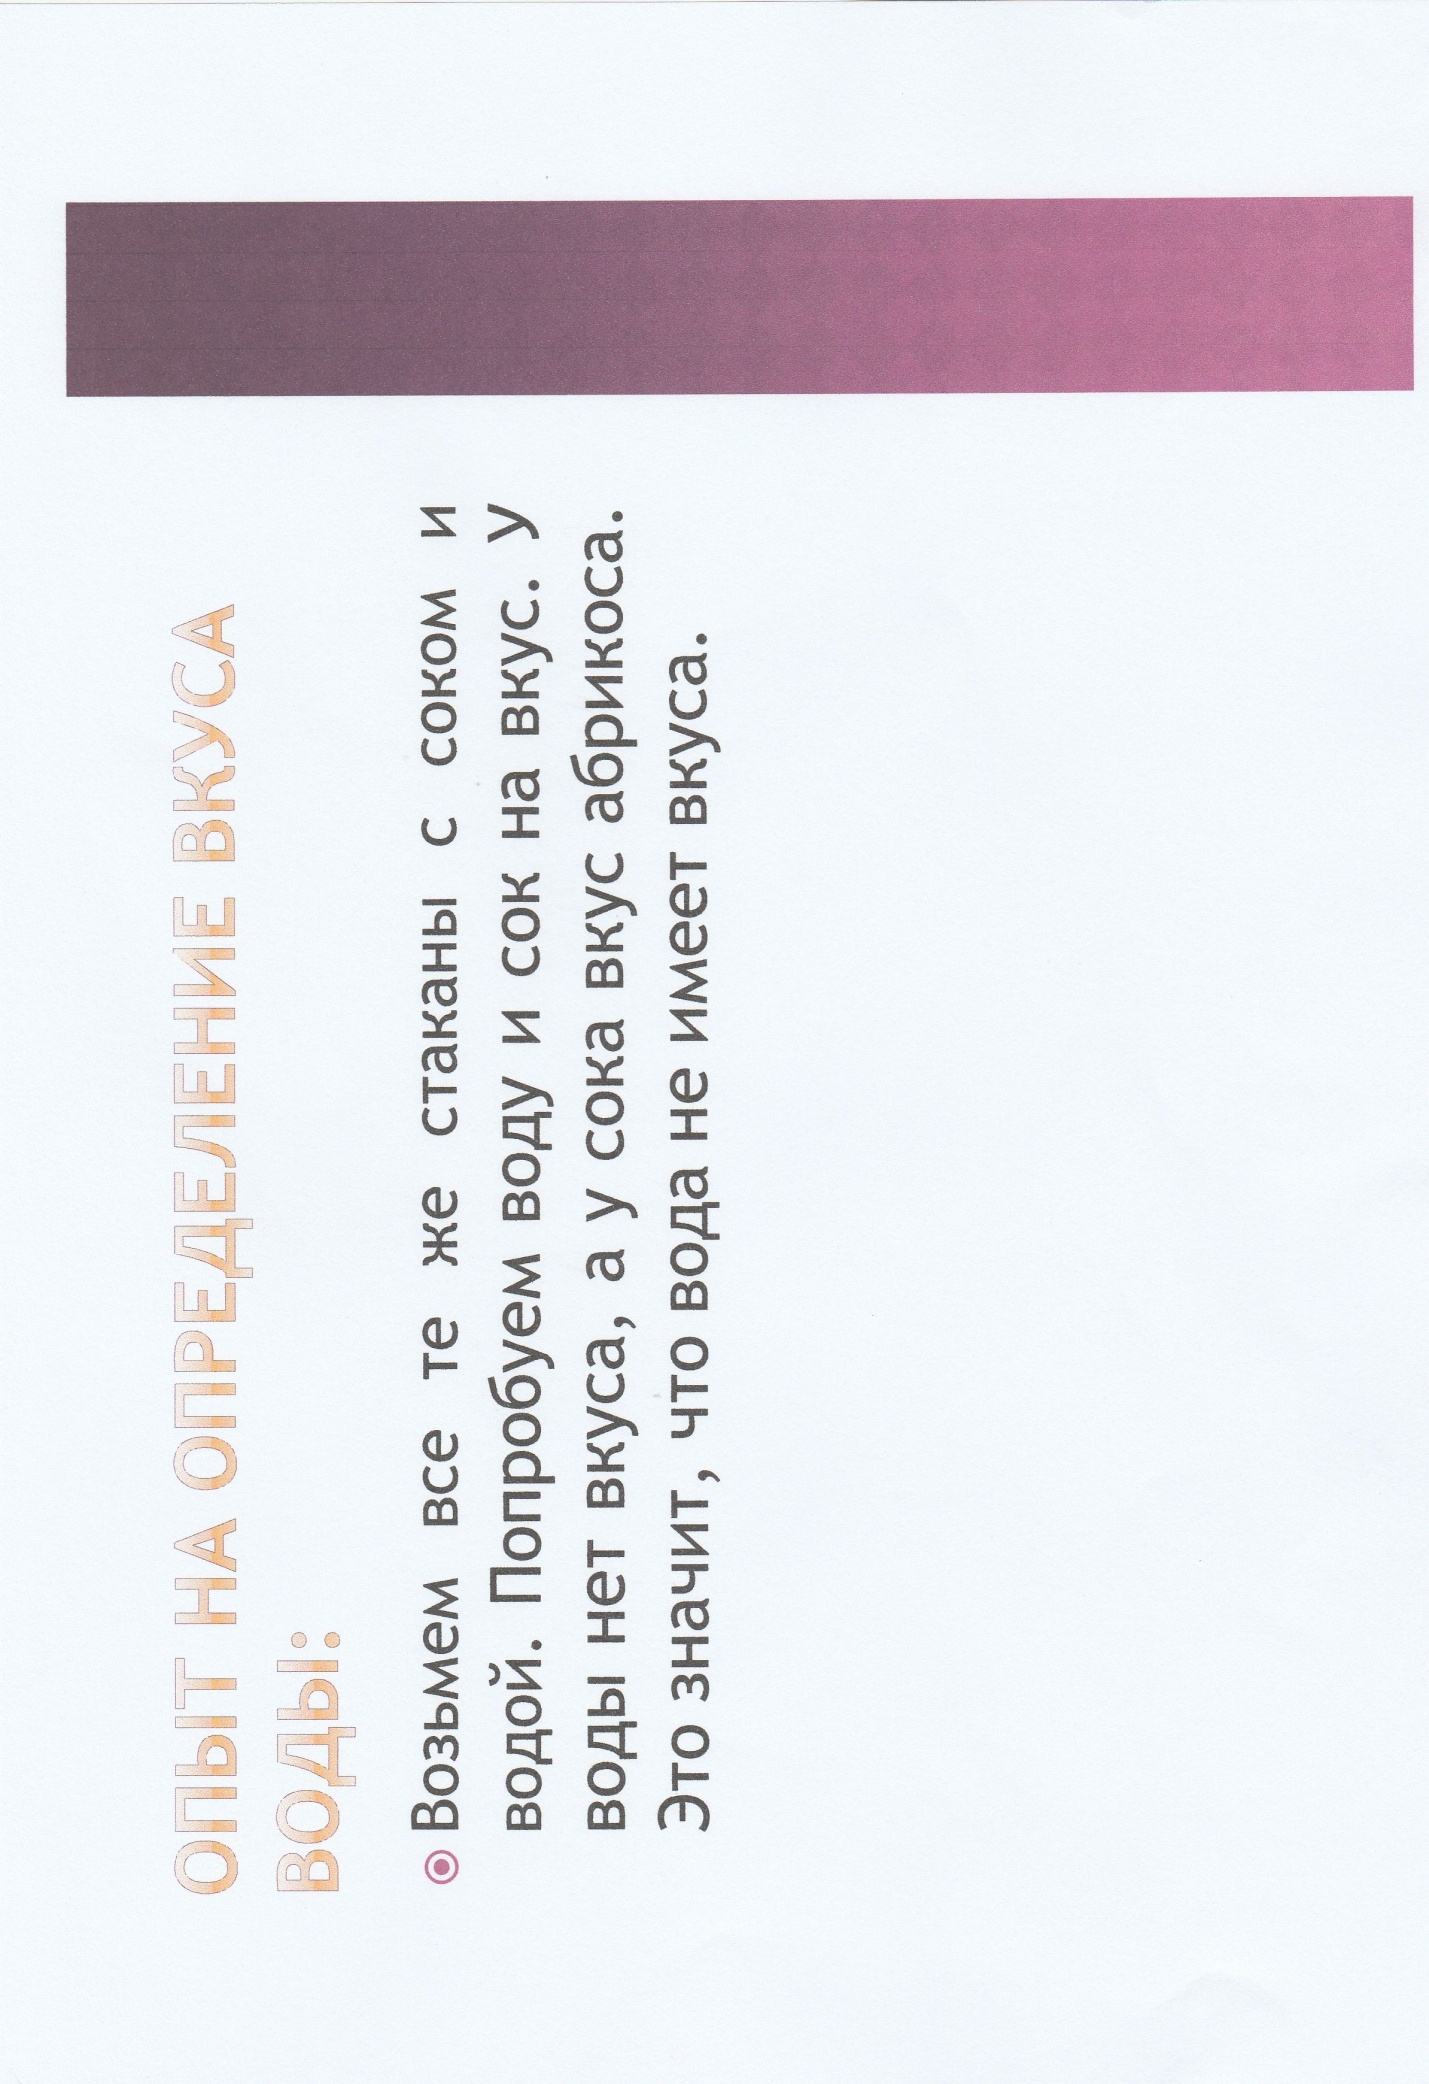 ОПЫТ НА ОПРЕДЕЛЕНИЕ ВКУСА
ВОДЫ:
Возьмем все те же стаканы с соком и
водой. Попробуем воду и сок на вкус. У
воды нет вкуса, а у сока вкус абрикоса.
Это значит, что вода не имеет вкуса.